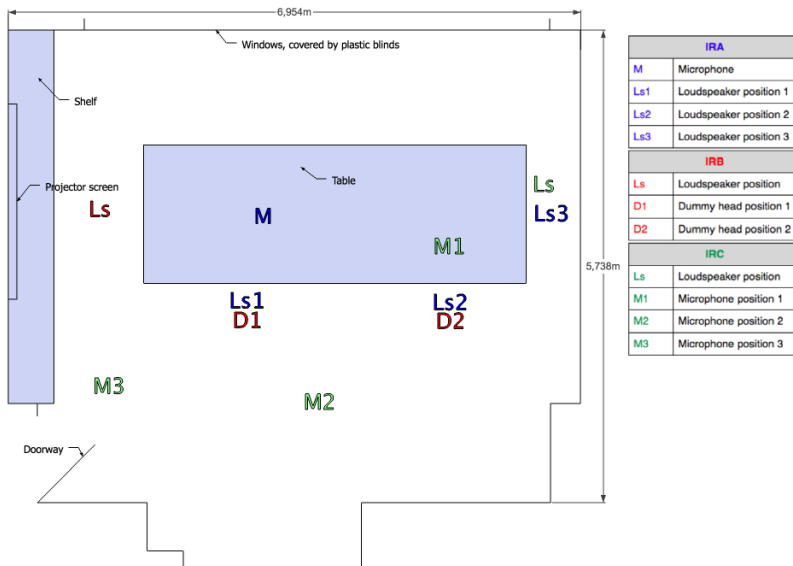 6,954m
Windows, covered by plastic blinds
Shelf
Projector screen
Table
Ls
M
Ls
Ls3
M1
5,738m
Ls1
Ls2
D1
D2
M3
M2
Doorway
IRA
M Microphone
Ls1 Loudspeaker position 1
Ls2 Loudspeaker position 2
Ls3 Loudspeaker position 3
IRB
Ls Loudspeaker position
D1 Dummy head position 1
D2 Dummy head position 2
IRC
Ls Loudspeaker position
M1 Microphone position 1
M2 Microphone position 2
M3 Microphone position 3